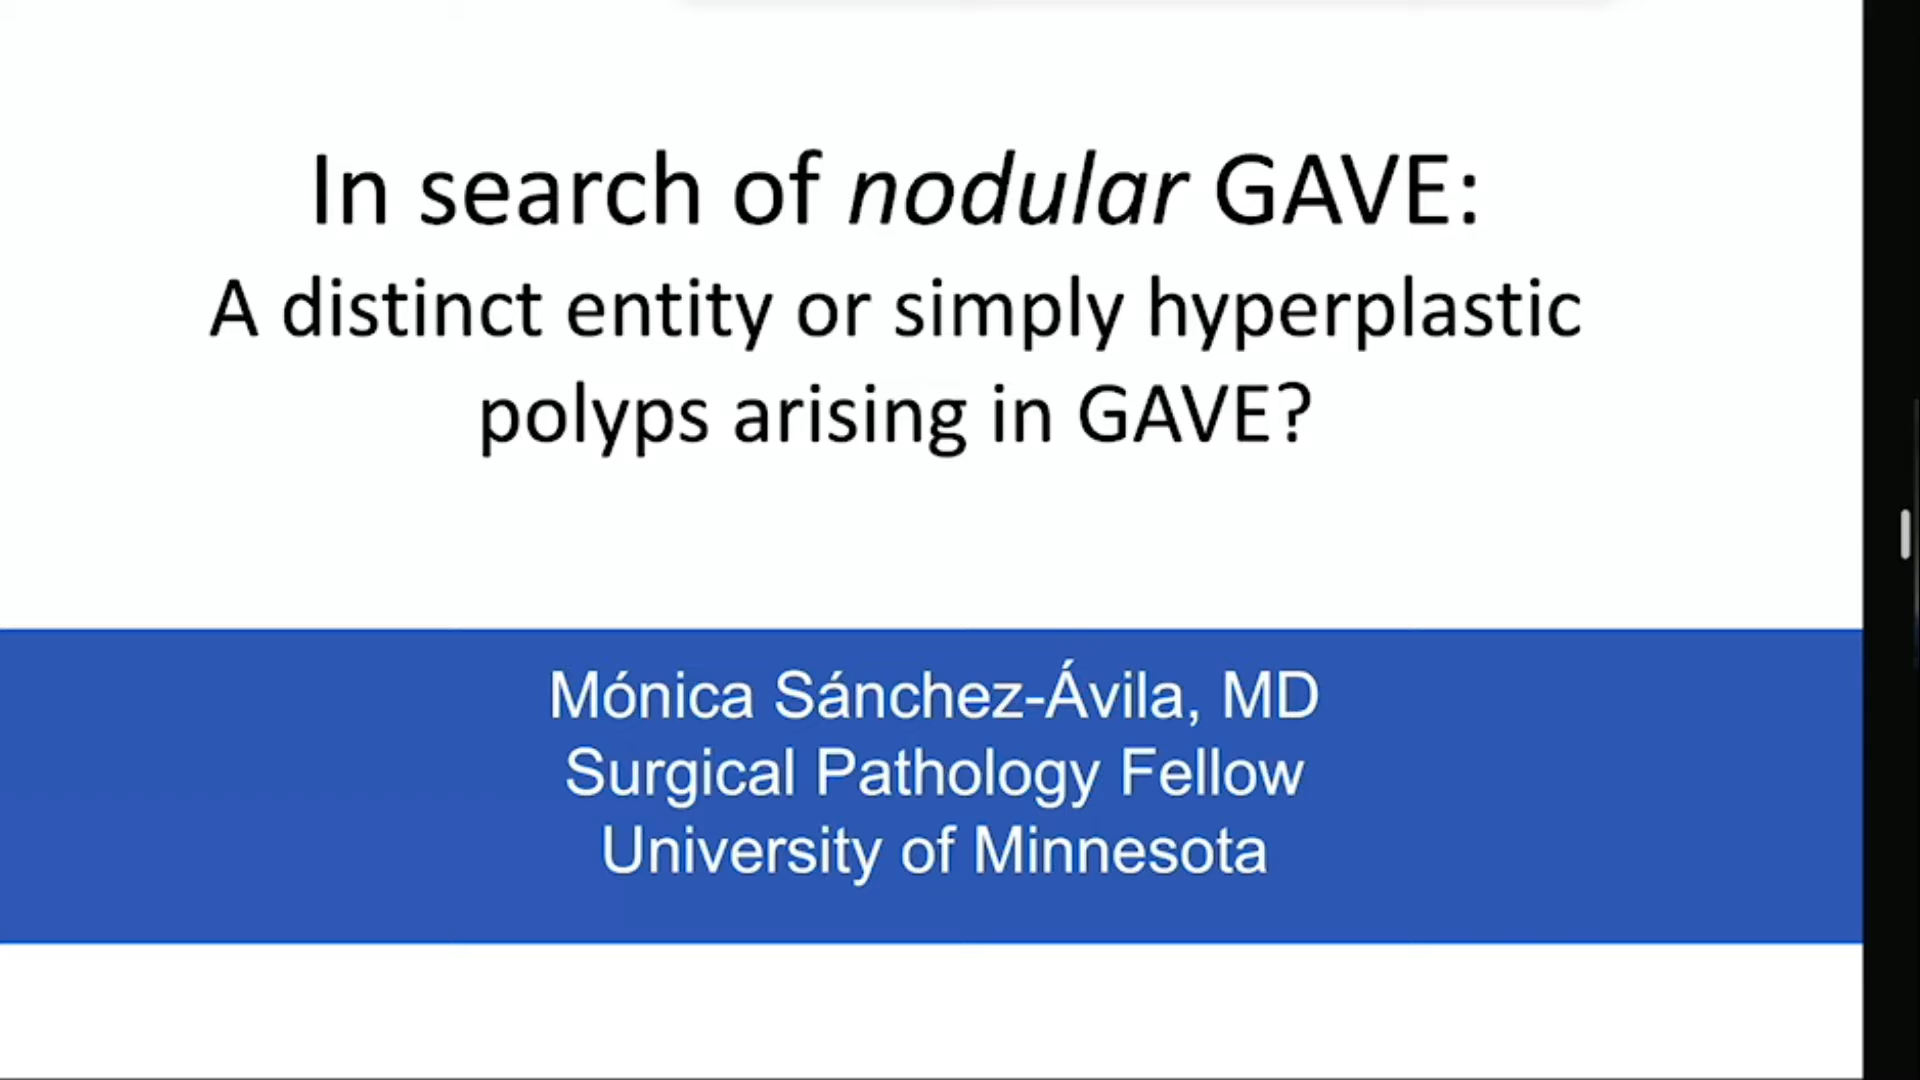 In search of nodular GAVE:
A distinct entity or simply hyperplastic
polyps arising in GAVE?
Mónica Sánchez-Ávila, MD
Surgical Pathology Fellow
University of Minnesota